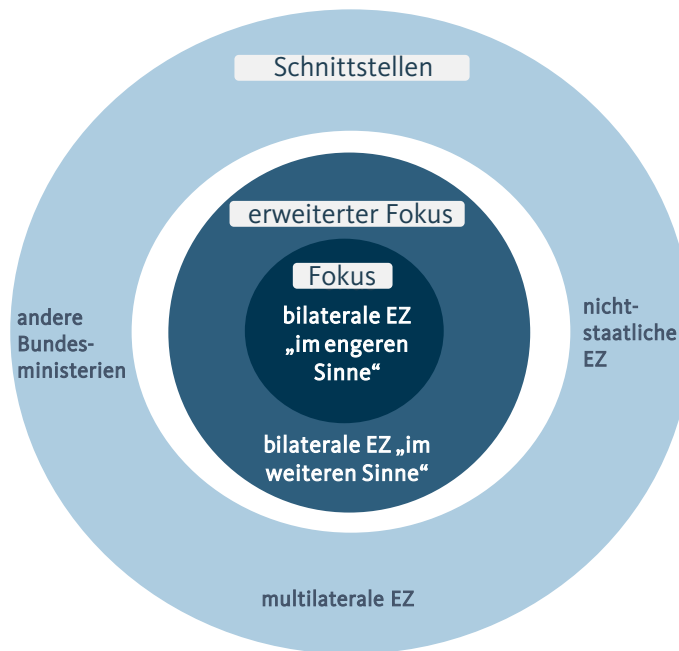 Schnittstellen
erweiterter Fokus
Fokus
bilaterale EZ
„im engeren
Sinne“
andere
Bundes-
ministerien
nicht-
staatliche
EZ
bilaterale EZ „im
weiteren Sinne“
multilaterale EZ